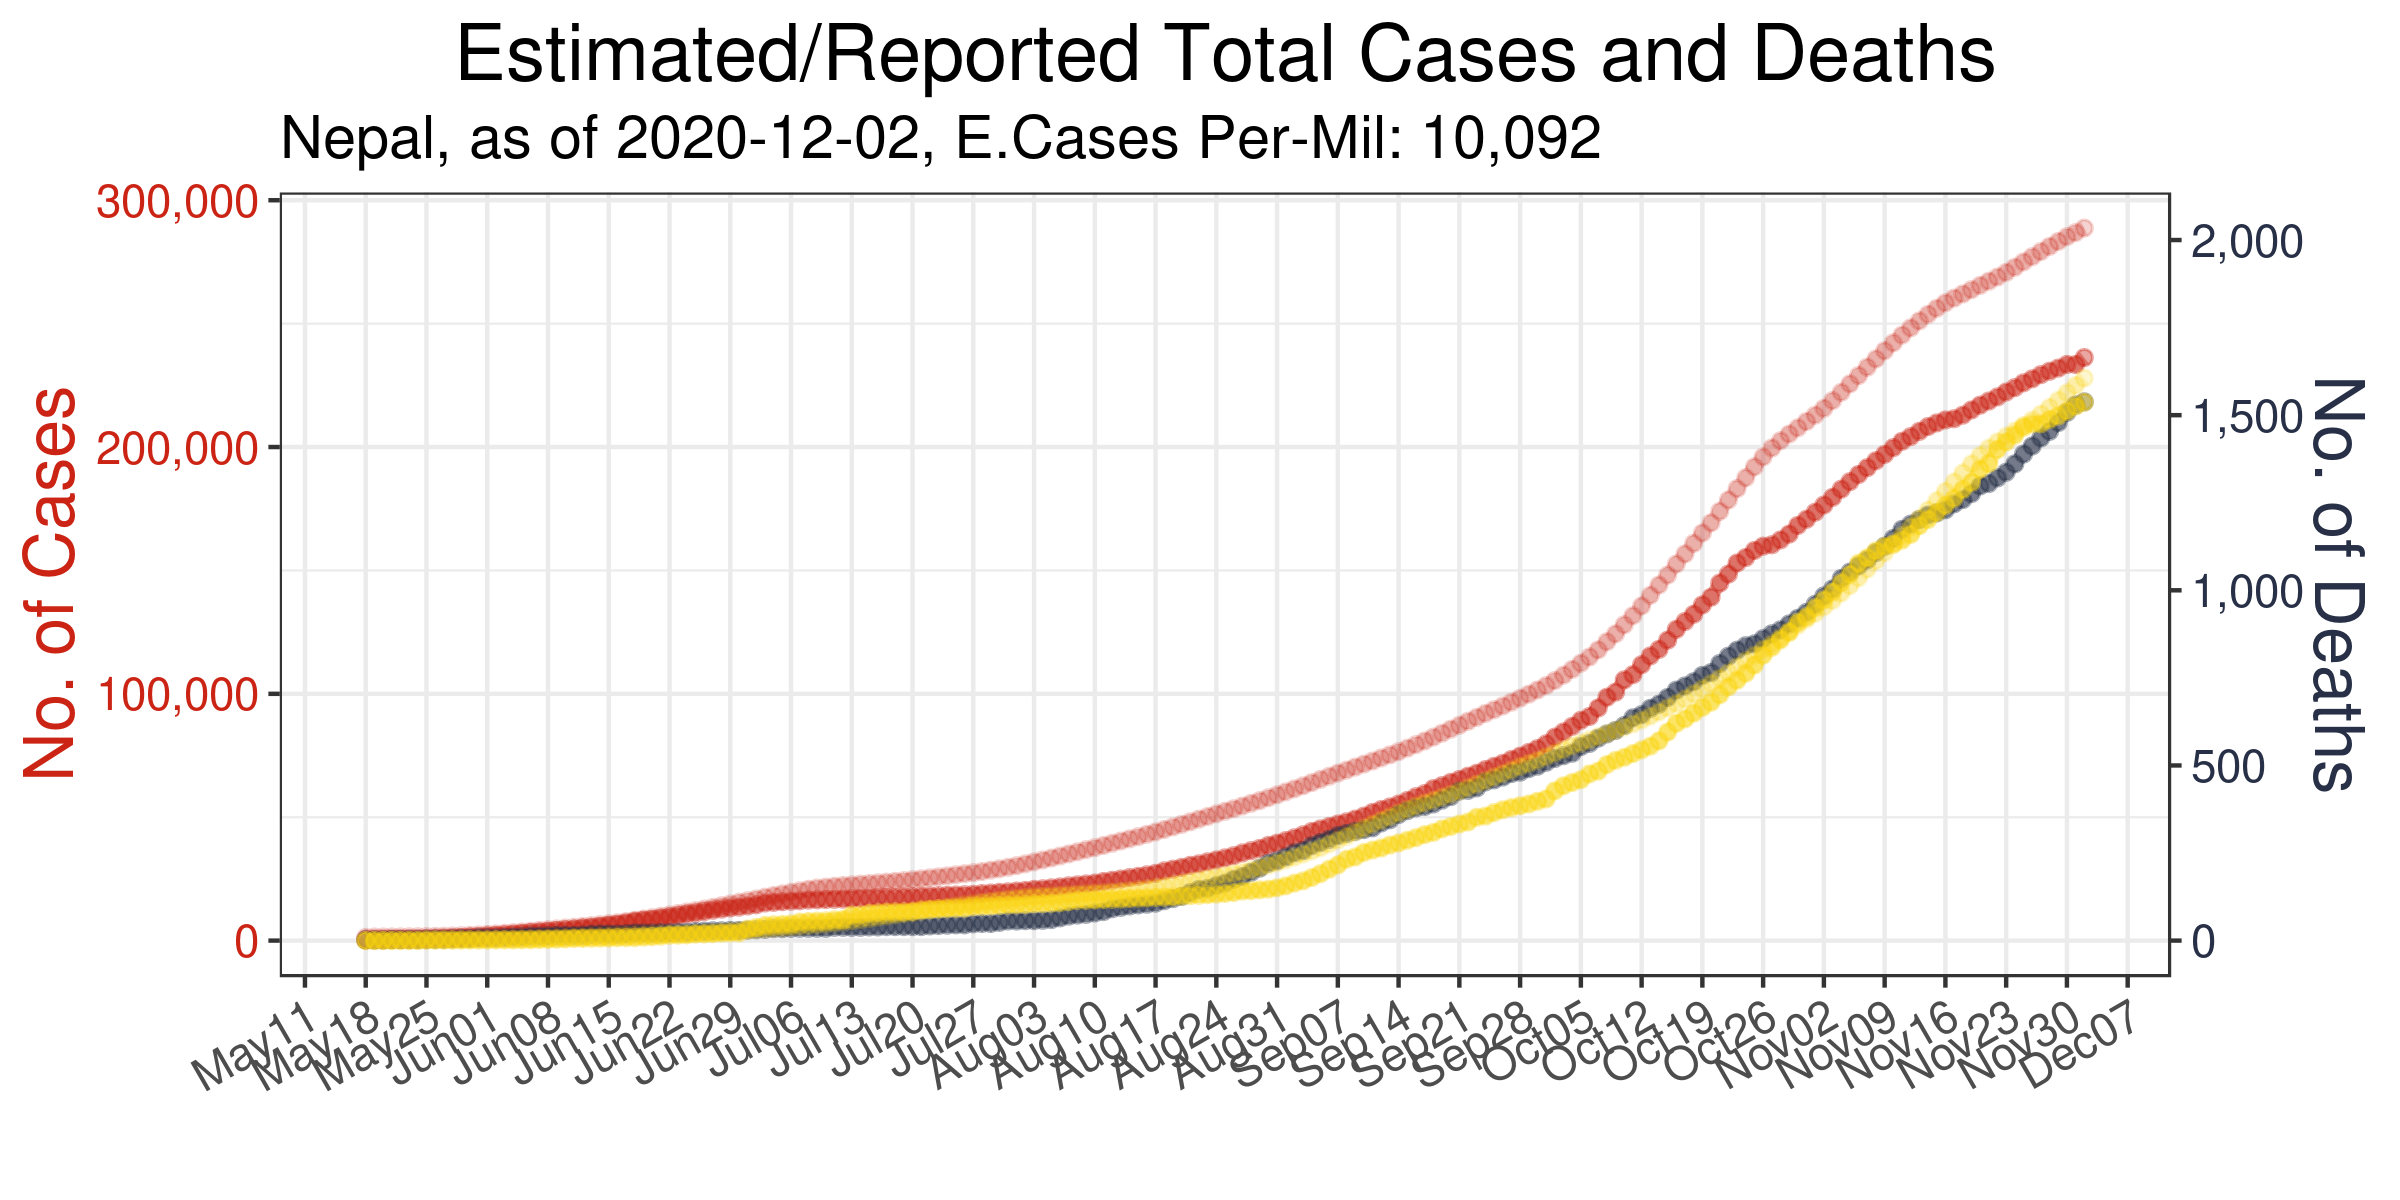 Estimated/Reported Total Cases and Deaths
Nepal, as of 2020-12-02, E.Cases Per-Mil: 10,092
No. of Cases
300,000
200,000
100,000
0
2,000
1,500
1,000
500
0
No. of Deaths
May11
May18
May25
Jun01
Jun08
Jun15
Jun22
Jun29
Jul06
Jul13
Jul20
Jul27
Aug03
Aug10
Aug17
Aug24
Aug31
Sep07
Sep14
Sep21
Sep28
Oct05
Oct12
Oct19
Oct26
Nov02
Nov09
Nov16
Nov23
Nov30
Dec07